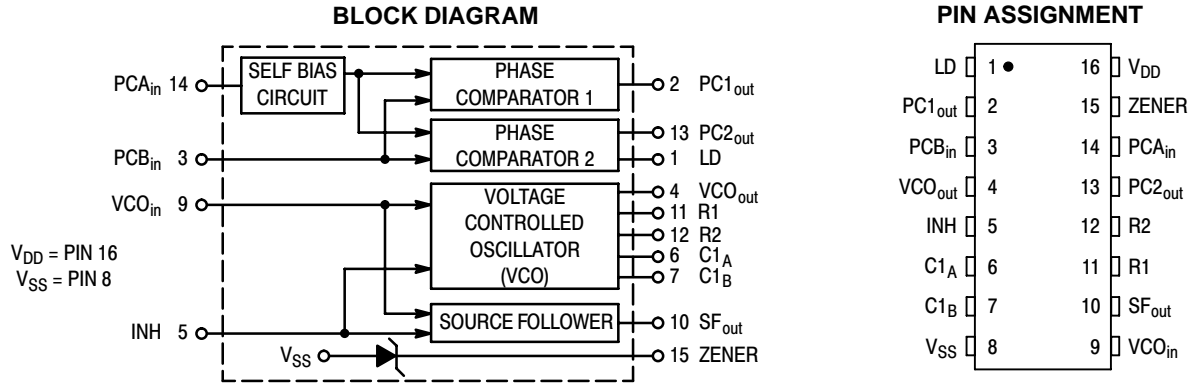 BLOCK DIAGRAM
PCAin 14
SELF BIAS
CIRCUIT
PHASE
COMPARATOR 1
2 PC1out
PHASE
COMPARATOR 2
13 PC2out
PCBin 3
1 LD
VCOin 9
VOLTAGE
CONTROLLED
OSCILLATOR
(VCO)
4 VCOout
11 R1
12 R2
6 C1A
7 C1B
VDD = PIN 16
VSS = PIN 8
INH 5
SOURCE FOLLOWER
10 SFout
VSS
15 ZENER
PIN ASSIGNMENT
LD 1 16 VDD
PC1out 2 15 ZENER
PCBin 3 14 PCAin
VCOout 4 13 PC2out
INH 5 12 R2
C1A 6 11 R1
C1B 7 10 SFout
VSS 8 9 VCOin